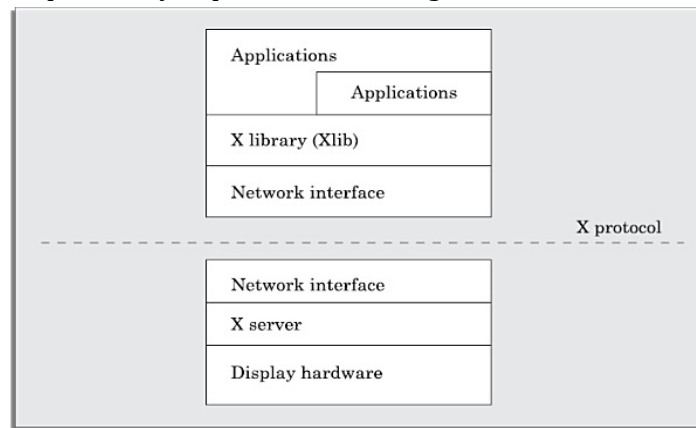 Applications
Applications
X library (Xlib)
Network interface
X protocol
Network interface
X server
Display hardware